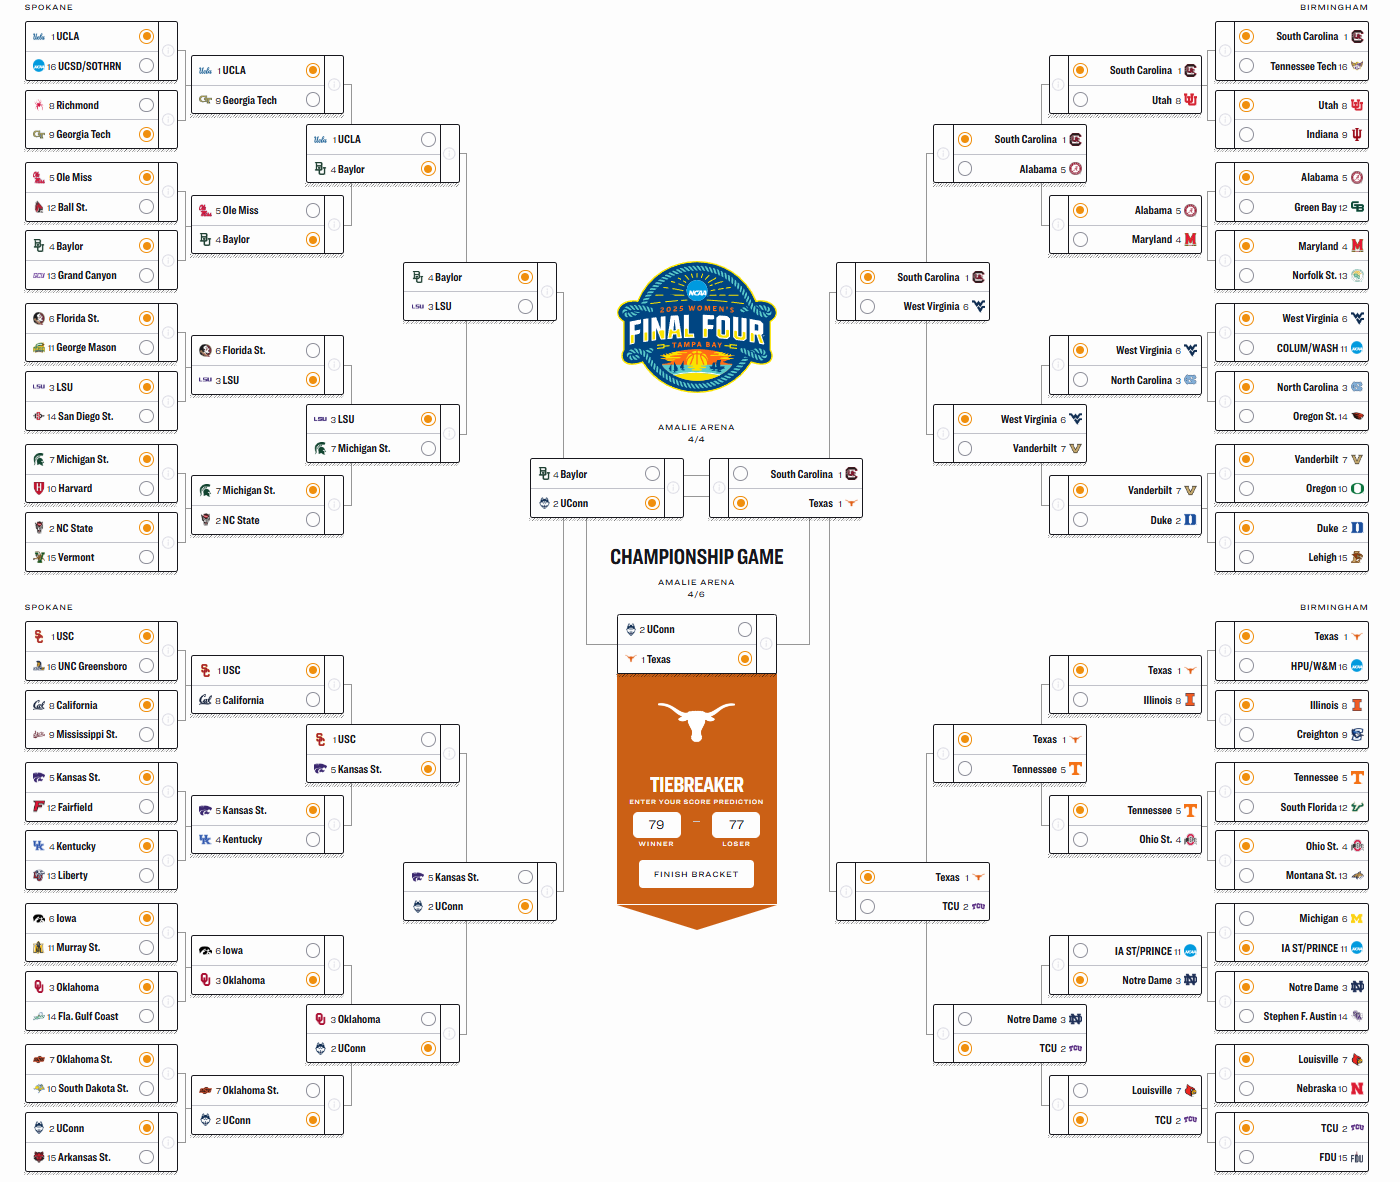 SPOKANE
1 UCLA
16 UCSD/SOTHRN
8 Richmond
9 Georgia Tech
5 Ole Miss
12 Ball St.
4 Baylor
13 Grand Canyon
6 Florida St.
11 George Mason
3 LSU
14 San Diego St.
7 Michigan St.
10 Harvard
2 NC State
15 Vermont
1 UCLA
9 Georgia Tech
5 Ole Miss
4 Baylor
6 Florida St.
3 LSU
7 Michigan St.
2 NC State
1 UCLA
4 Baylor
3 LSU
7 Michigan St.
4 Baylor
3 LSU
SPOKANE
1 USC
16 UNC Greensboro
8 California
9 Mississippi St.
5 Kansas St.
12 Fairfield
4 Kentucky
13 Liberty
6 Iowa
11 Murray St.
3 Oklahoma
14 Fla. Gulf Coast
7 Oklahoma St.
10 South Dakota St.
2 UConn
15 Arkansas St.
1 USC
8 California
5 Kansas St.
4 Kentucky
6 Iowa
3 Oklahoma
7 Oklahoma St.
2 UConn
1 USC
5 Kansas St.
3 Oklahoma
2 UConn
5 Kansas St.
2 UConn
NCAA
2025 WOMEN'S
FINAL FOUR
TAMPA BAY
AMALIE ARENA
4/4
4 Baylor
2 UConn
South Carolina 1
Texas 1
CHAMPIONSHIP GAME
AMALIE ARENA
4/6
2 UConn
1 Texas
TIEBREAKER
ENTER YOUR SCORE PREDICTION
79 – 77
WINNER LOSER
FINISH BRACKET
BIRMINGHAM
South Carolina 1
Tennessee Tech 16
Utah 8
Indiana 9
Alabama 5
Green Bay 12
Maryland 4
Norfolk St. 13
West Virginia 6
COLUM/WASH 11
North Carolina 3
Oregon St. 14
Vanderbilt 7
Oregon 10
Duke 2
Lehigh 15
South Carolina 1
Utah 8
Alabama 5
Maryland 4
West Virginia 6
North Carolina 3
Vanderbilt 7
Duke 2
South Carolina 1
Alabama 5
West Virginia 6
Vanderbilt 7
South Carolina 1
West Virginia 6
BIRMINGHAM
Texas 1
HPU/W&M 16
Illinois 8
Creighton 9
Tennessee 5
South Florida 12
Ohio St. 4
Montana St. 13
Michigan 6
IA ST/PRINCE 11
Notre Dame 3
Stephen F. Austin 14
Louisville 7
Nebraska 10
TCU 2
FDU 15
Texas 1
Illinois 8
Tennessee 5
Ohio St. 4
IA ST/PRINCE 11
Notre Dame 3
Louisville 7
TCU 2
Texas 1
Tennessee 5
Notre Dame 3
TCU 2
Texas 1
TCU 2